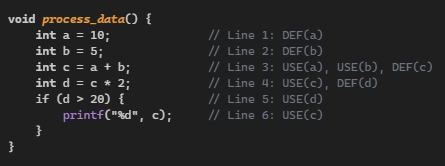 void process_data() {
    int a = 10;             // Line 1: DEF(a)
    int b = 5;              // Line 2: DEF(b)
    int c = a + b;          // Line 3: USE(a), USE(b), DEF(c)
    int d = c * 2;          // Line 4: USE(c), DEF(d)
    if (d > 20) {           // Line 5: USE(d)
        printf("%d", c);    // Line 6: USE(c)
    }
}